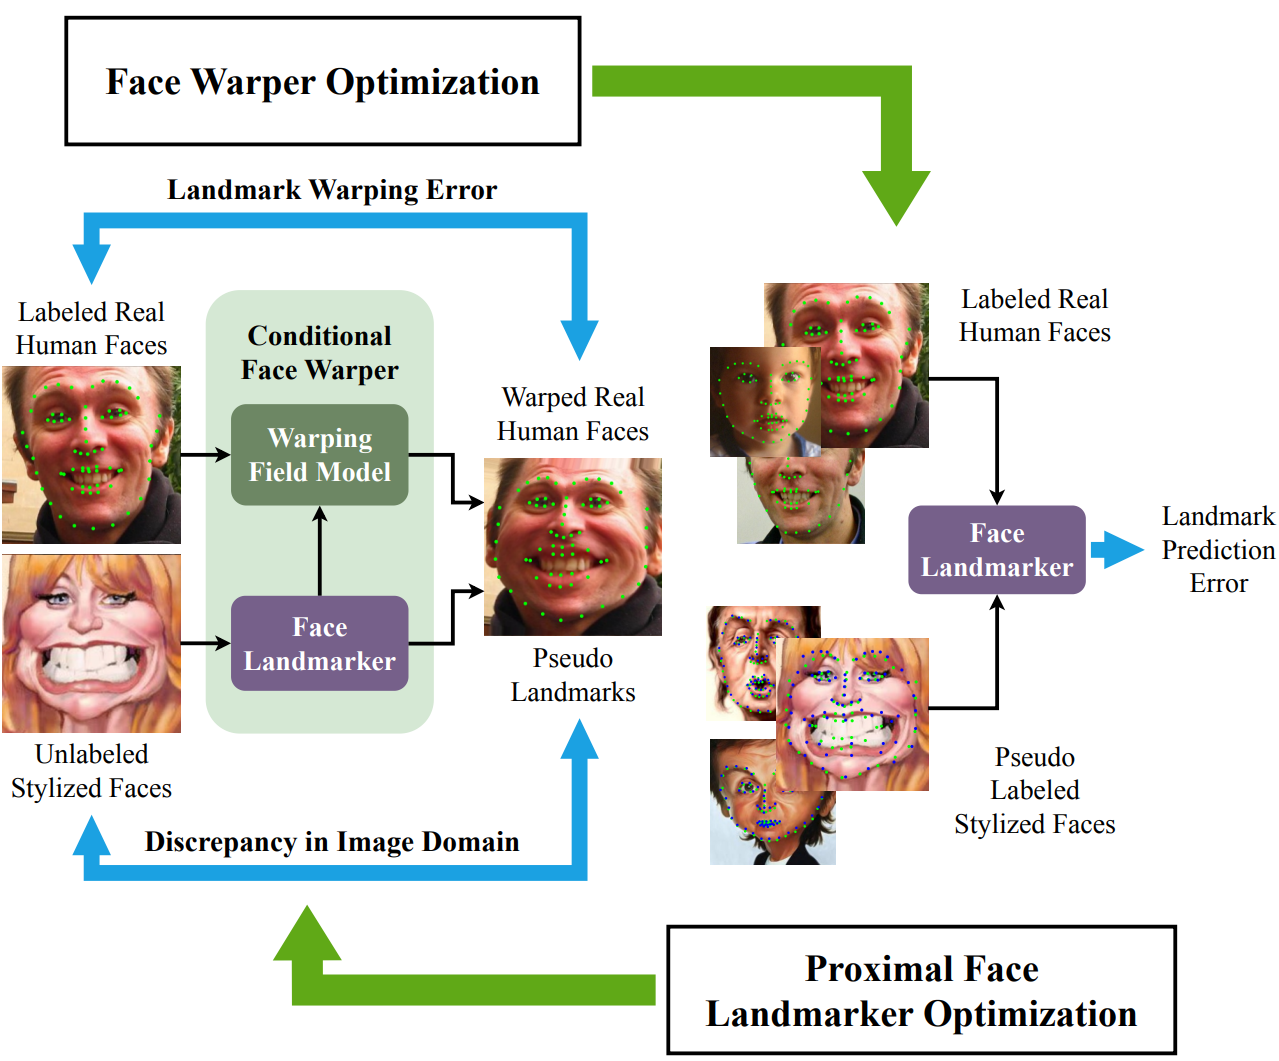 Face Warper Optimization
Landmark Warping Error
Labeled Real
Human Faces
Conditional
Face Warper
Warping
Field Model
Face
Landmarker
Warped Real
Human Faces
Pseudo
Landmarks
Unlabeled
Stylized Faces
Discrepancy in Image Domain
Labeled Real
Human Faces
Face
Landmarker
Landmark
Prediction
Error
Pseudo
Labeled
Stylized Faces
Proximal Face
Landmarker Optimization